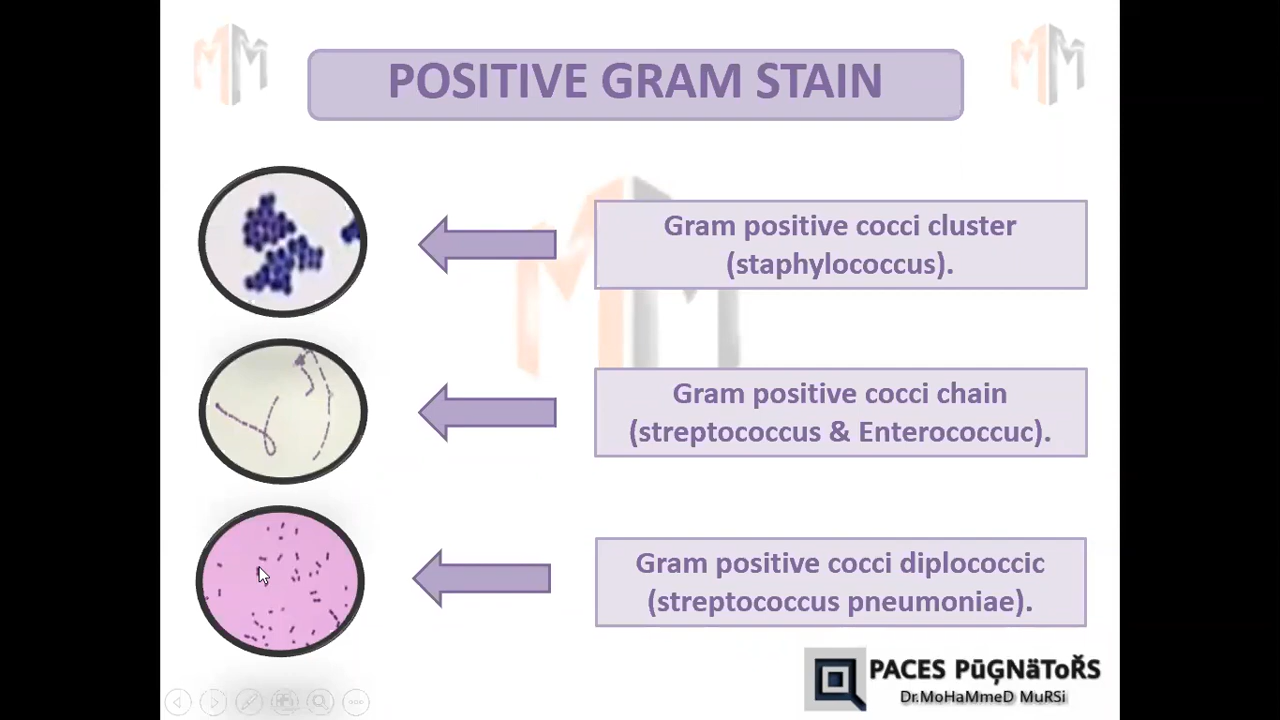 POSITIVE GRAM STAIN
Gram positive cocci cluster
(staphylococcus).
Gram positive cocci chain
(streptococcus & Enterococcuc).
Gram positive cocci diplococcic
(streptococcus pneumoniae).
PACES PūĢNäToŘs
Dr.MoHaMmeD MuRSi